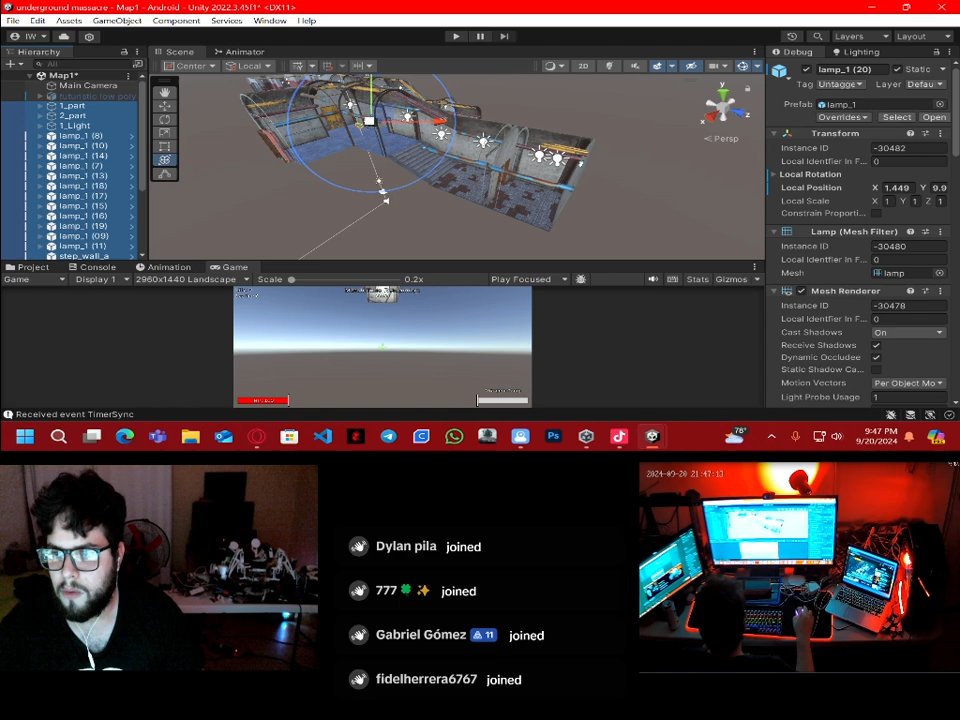 underground massacre - Map1 - Android - Unity 2022.3.45f1* <DX11>
File Edit Assets GameObject Component Services Window Help
IW Layers Layout
Hierarchy Scene Animator Debug Lighting
All Center Local 2D
lamp_1 (20) Static
Map1*
Main Camera
futuristic low poly
1_part
2_part
1_Light
lamp_1 (8)
lamp_1 (10)
lamp_1 (14)
lamp_1 (7)
lamp_1 (13)
lamp_1 (18)
lamp_1 (17)
lamp_1 (15)
lamp_1 (16)
lamp_1 (19)
lamp_1 (09)
lamp_1 (11)
step_wall_a
y
x
< Persp
Tag Untagge Layer Defau
Prefab lamp_1
Overrides Select Open
Transform
Instance ID -30482
Local Identifier In F... 0
Local Rotation
Local Position X 1.449 Y 9.9
Local Scale X 1 Y 1 Z 1
Constrain Proporti...
Lamp (Mesh Filter)
Instance ID -30480
Local Identifier In F... 0
Mesh lamp
Mesh Renderer
Instance ID -30478
Local Identifier In F... 0
Cast Shadows On
Receive Shadows
Dynamic Occludee
Static Shadow Ca...
Motion Vectors Per Object Mo
Light Probe Usage 1
Project Console Animation Game
Game Display 1 2960x1440 Landscape Scale 0.2x Play Focused Stats Gizmos
Received event TimerSync
78°
9:47 PM
9/20/2024
2024-09-20 21:47:13
Dylan pila joined
777 🍀 ✨ joined
Gabriel Gómez 11 joined
fidelherrera6767 joined